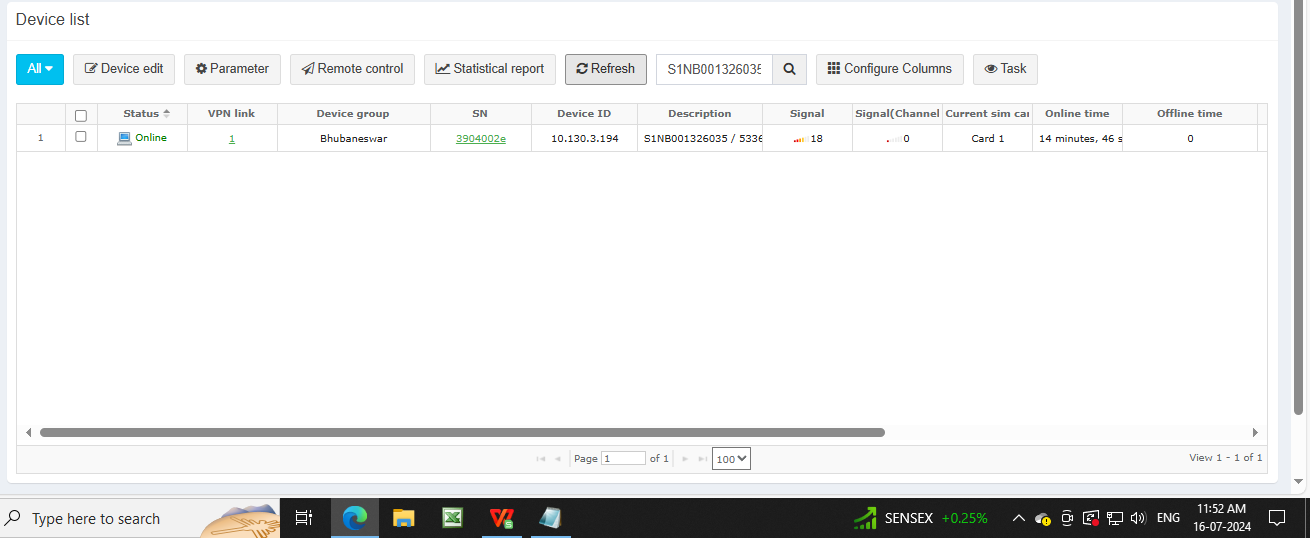 Device list
All Device edit Parameter Remote control Statistical report Refresh S1NB001326035 Configure Columns Task
Status VPN link Device group SN Device ID Description Signal Signal(Channel Current sim car Online time Offline time
1 Online 1 Bhubaneswar 3904002e 10.130.3.194 S1NB001326035 / 5336 18 0 Card 1 14 minutes, 46 s 0
Page 1 of 1 100 View 1 - 1 of 1
Type here to search SENSEX +0.25% ENG 11:52 AM
16-07-2024